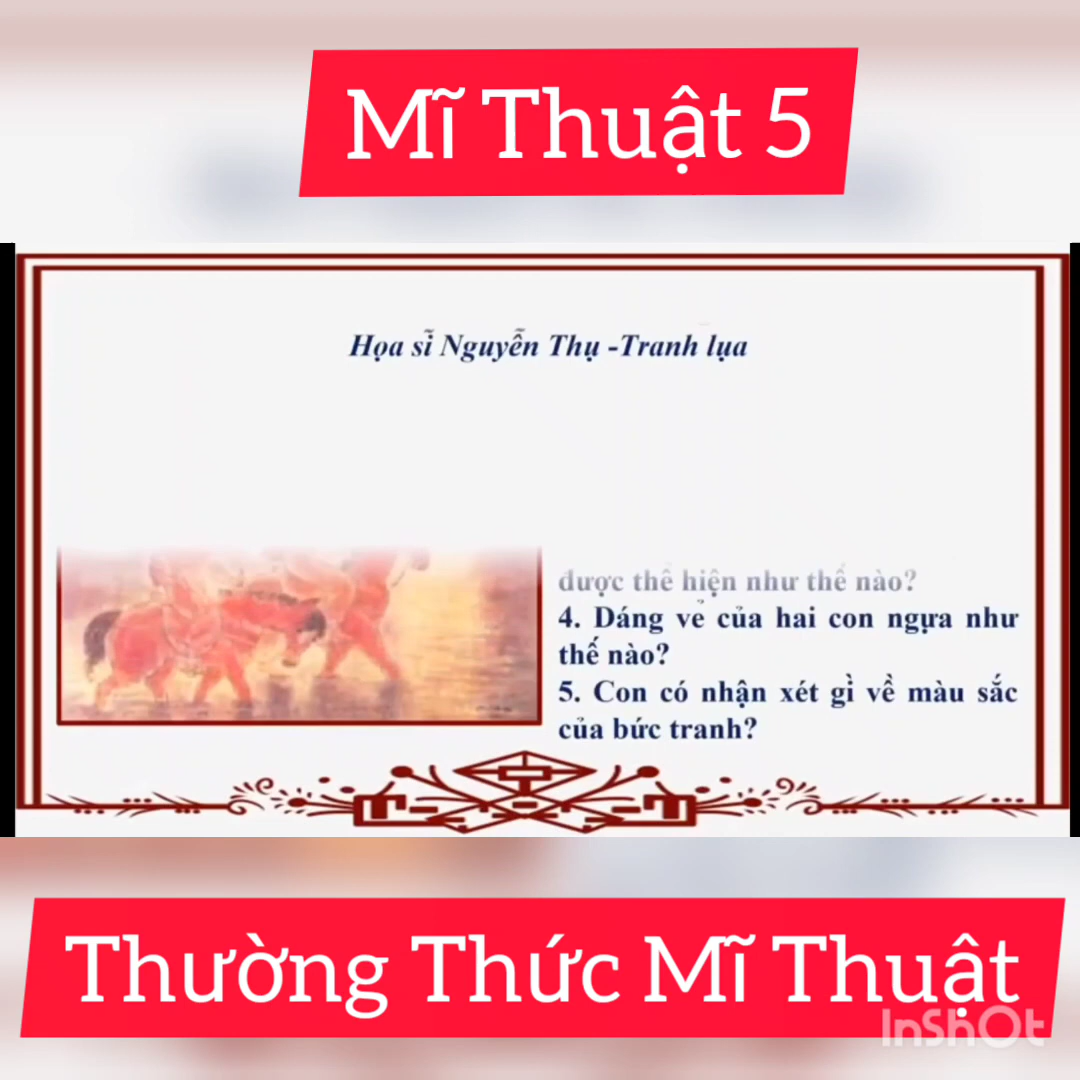 Mĩ Thuật 5
Họa sĩ Nguyễn Thụ -Tranh lụa
được thể hiện như thế nào?
4. Dáng vẻ của hai con ngựa như
thế nào?
5. Con có nhận xét gì về màu sắc
của bức tranh?
Thường Thức Mĩ Thuật
InShOt